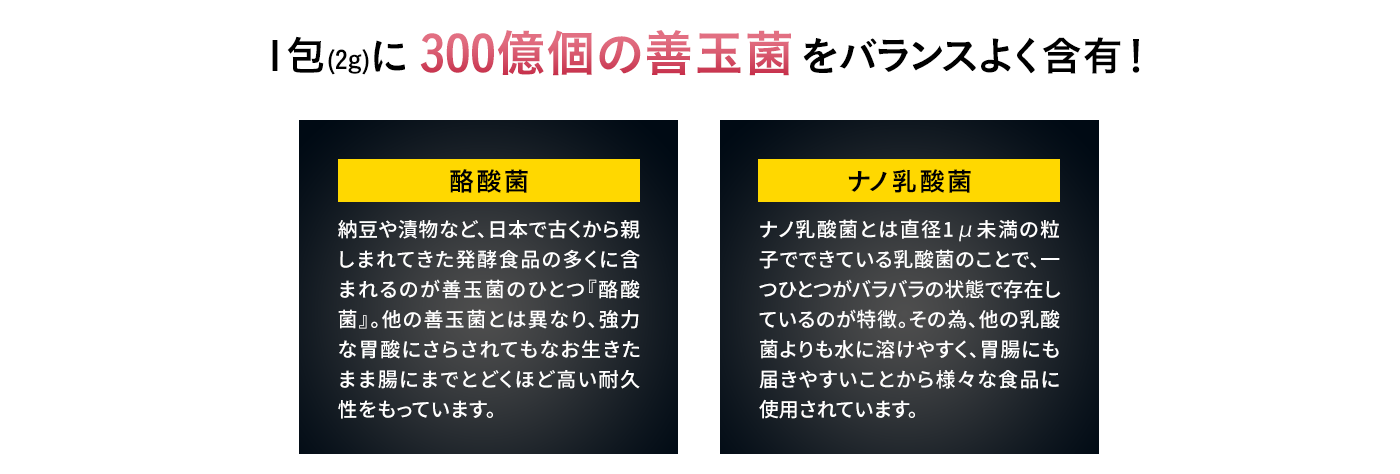 1包(2g)に 300億個の善玉菌 をバランスよく含有！
酪酸菌
納豆や漬物など、日本で古くから親
しまれてきた発酵食品の多くに含
まれるのが善玉菌のひとつ『酪酸
菌』。他の善玉菌とは異なり、強力
な胃酸にさらされてもなお生きた
まま腸にまでとどくほど高い耐久
性をもっています。
ナノ乳酸菌
ナノ乳酸菌とは直径1μ未満の粒
子でできている乳酸菌のことで、一
つひとつがバラバラの状態で存在し
ているのが特徴。その為、他の乳酸
菌よりも水に溶けやすく、胃腸にも
届きやすいことから様々な食品に
使用されています。